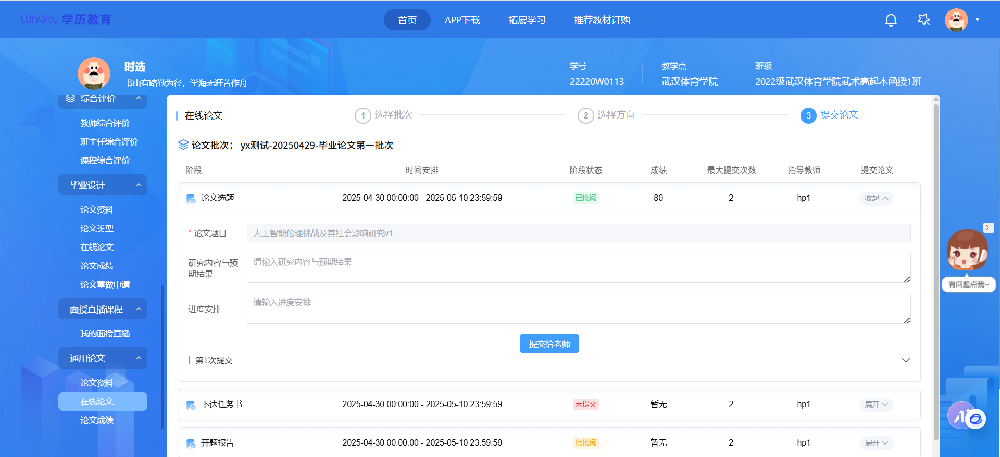 Wh@ty 学历教育
首页
APP下载
拓展学习
推荐教材订购
时选
书山有路勤为径，学海无涯苦作舟
学号
22220W0113
教学点
武汉体育学院
班级
2022级武汉体育学院武术高起本函授1班
综合评价
教师综合评价
班主任综合评价
课程综合评价
毕业设计
论文资料
论文类型
在线论文
论文成绩
论文重做申请
面授直播课程
我的面授直播
通用论文
论文资料
在线论文
论文成绩
在线论文
1 选择批次
2 选择方向
3 提交论文
论文批次： yx测试-20250429-毕业论文第一批次
阶段 时间安排 阶段状态 成绩 最大提交次数 指导教师 提交论文
论文选题 2025-04-30 00:00:00 - 2025-05-10 23:59:59 已批阅 80 2 hp1 收起
* 论文题目 人工智能伦理挑战及其社会影响研究v1
研究内容与预
期结果
请输入研究内容与预期结果
进度安排 请输入进度安排
提交给老师
第1次提交
下达任务书 2025-04-30 00:00:00 - 2025-05-10 23:59:59 未提交 暂无 2 hp1 展开
开题报告 2025-04-30 00:00:00 - 2025-05-10 23:59:59 待批阅 暂无 2 hp1 展开
有问题点我~
AI